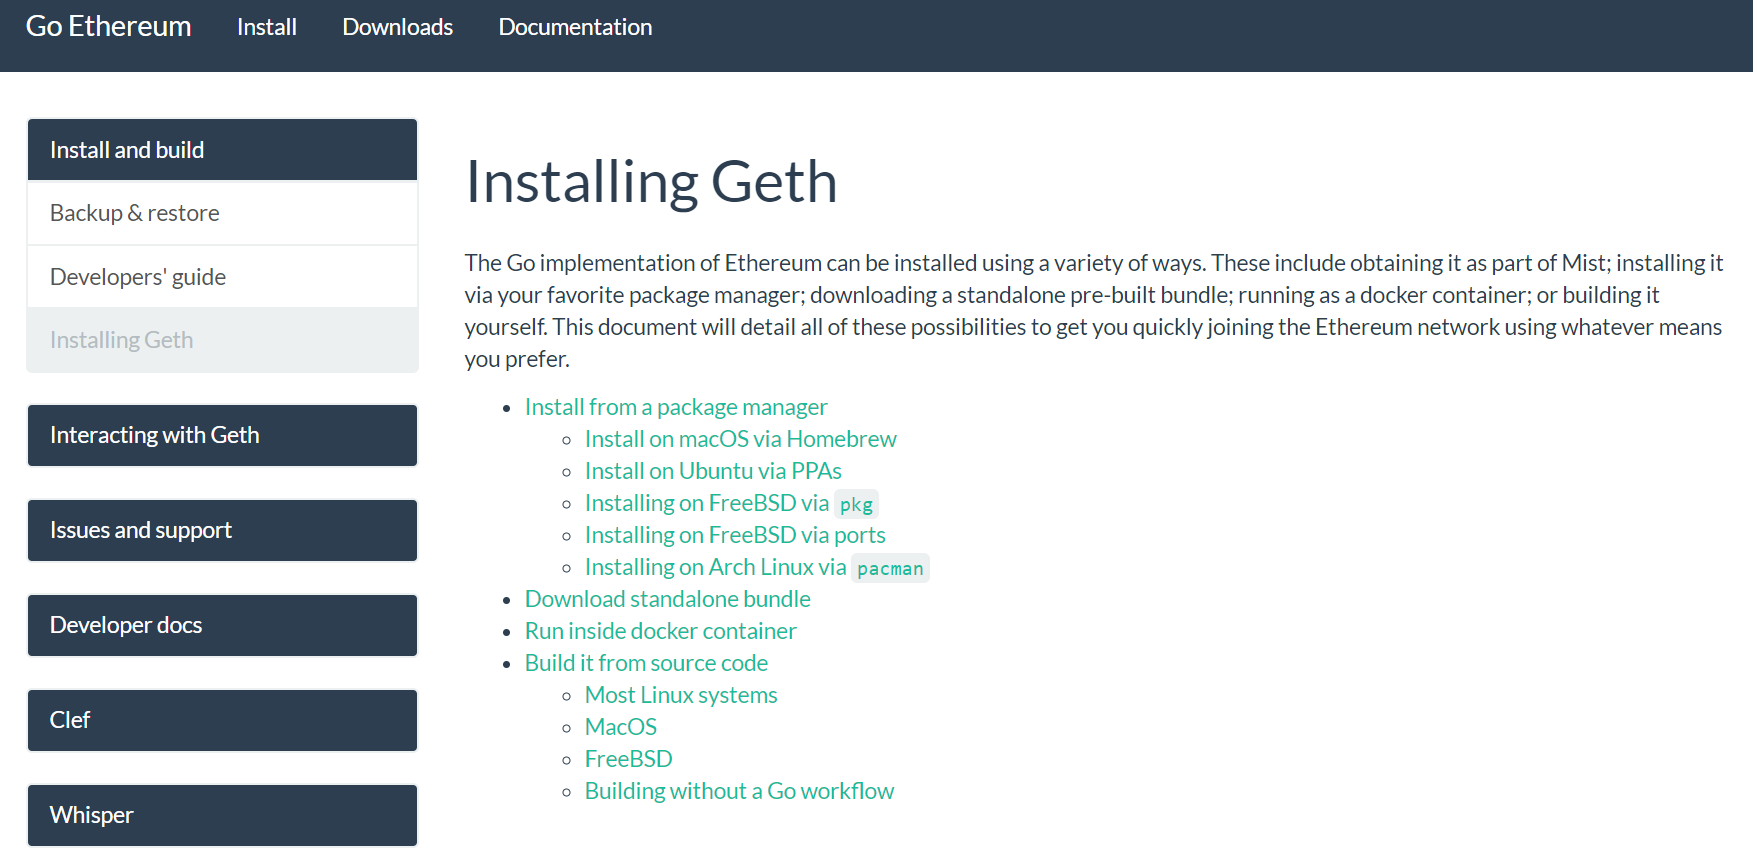 Go Ethereum Install Downloads Documentation
Install and build
Backup & restore
Developers' guide
Installing Geth
Interacting with Geth
Issues and support
Developer docs
Clef
Whisper
Installing Geth
The Go implementation of Ethereum can be installed using a variety of ways. These include obtaining it as part of Mist; installing it
via your favorite package manager; downloading a standalone pre-built bundle; running as a docker container; or building it
yourself. This document will detail all of these possibilities to get you quickly joining the Ethereum network using whatever means
you prefer.
Install from a package manager
Install on macOS via Homebrew
Install on Ubuntu via PPAs
Installing on FreeBSD via pkg
Installing on FreeBSD via ports
Installing on Arch Linux via pacman
Download standalone bundle
Run inside docker container
Build it from source code
Most Linux systems
MacOS
FreeBSD
Building without a Go workflow